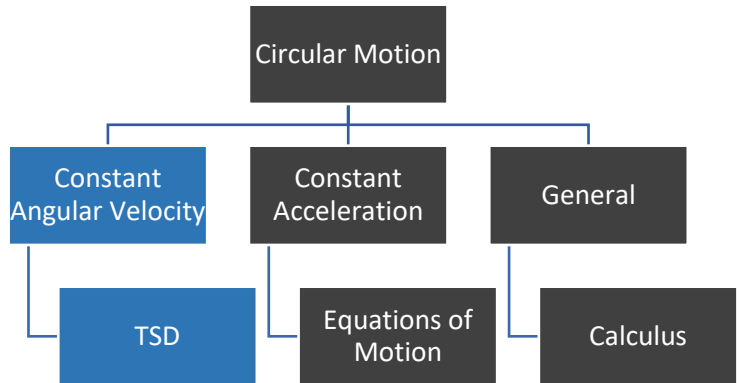 Circular Motion
Constant
Angular Velocity
Constant
Acceleration
General
TSD
Equations of
Motion
Calculus